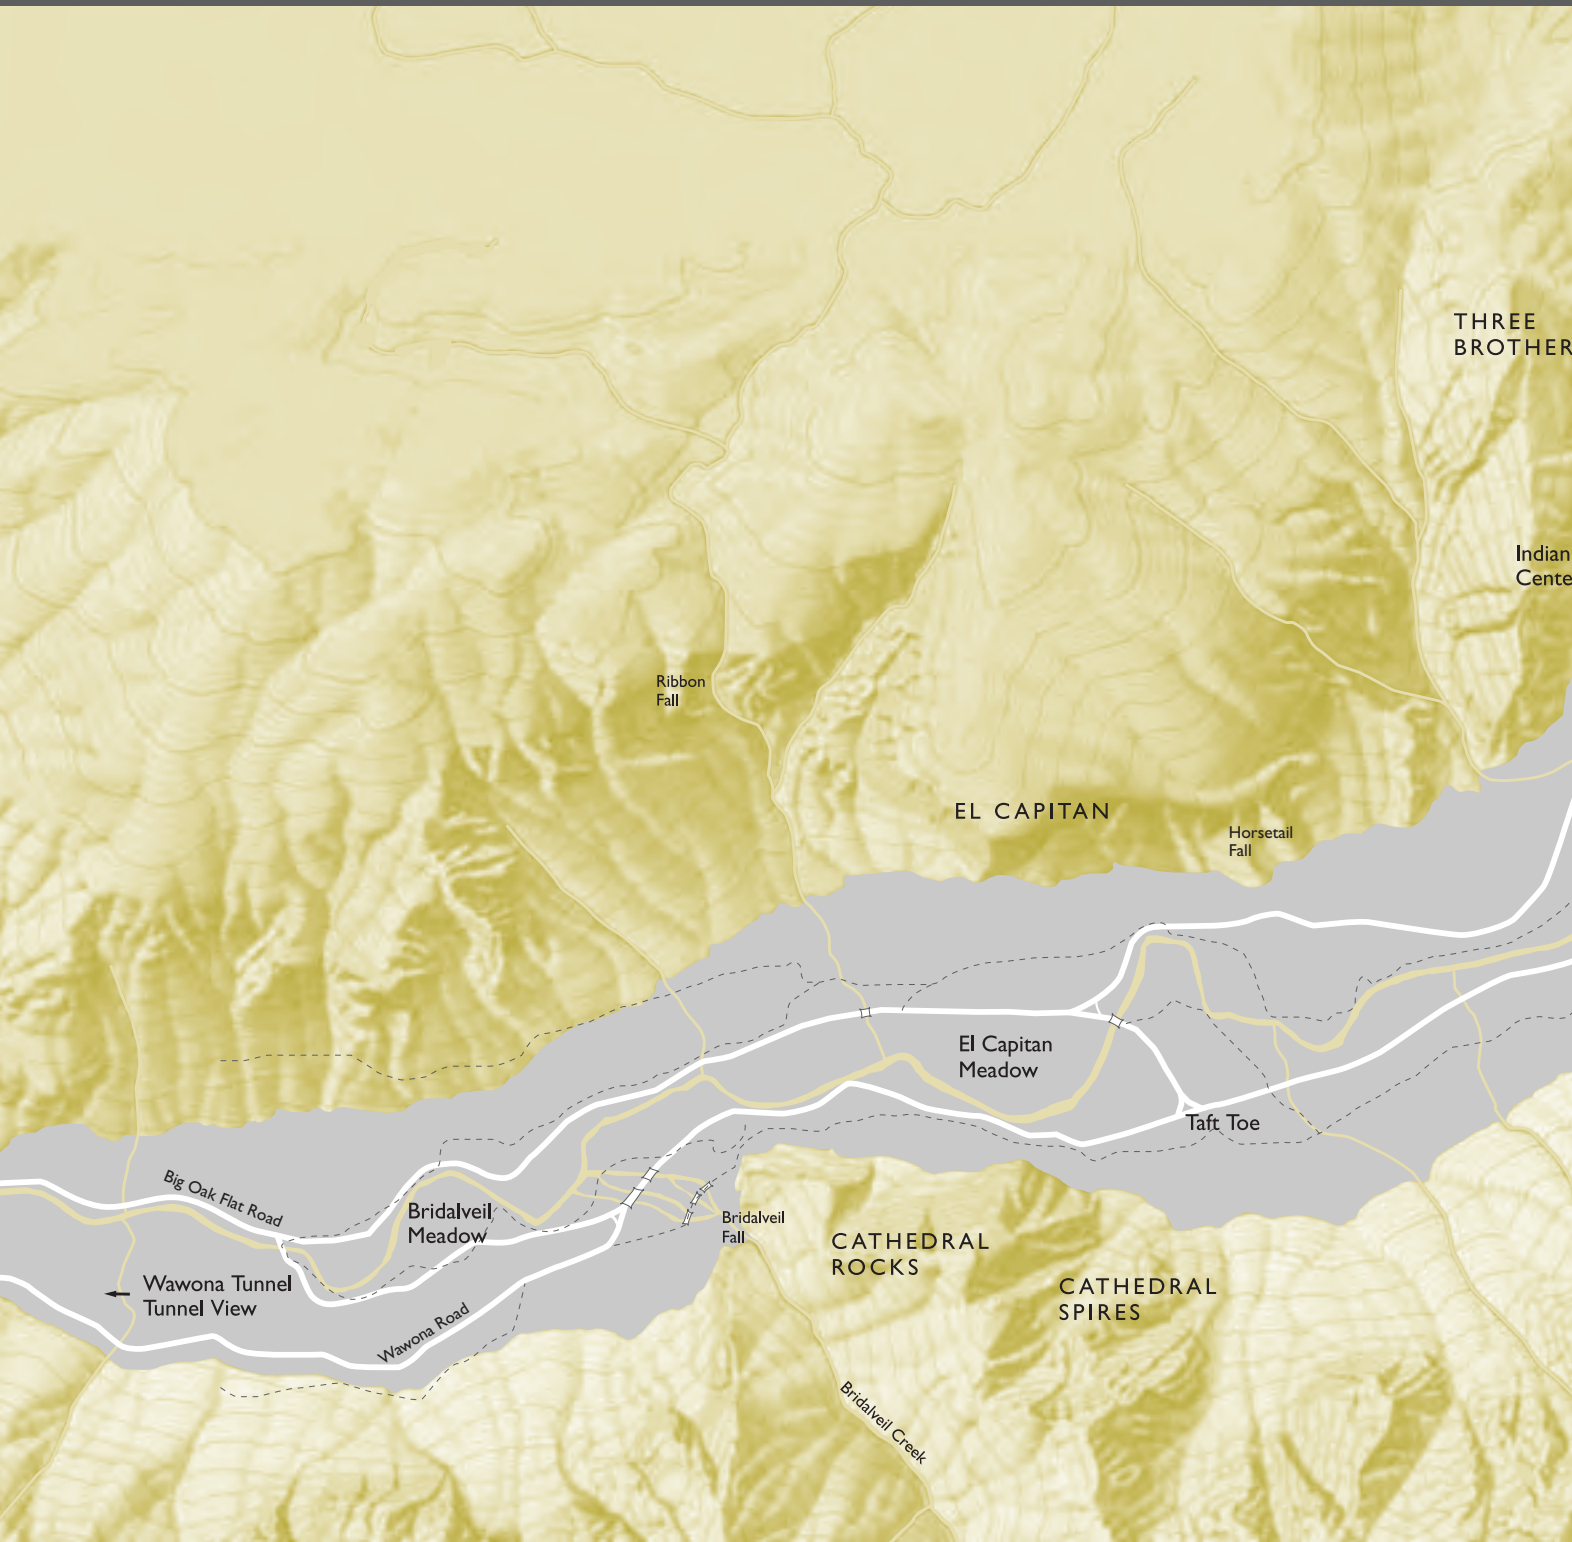 THREE
BROTHER
Indian
Cente
Ribbon
Fall
EL CAPITAN
Horsetail
Fall
El Capitan
Meadow
Taft Toe
Big Oak Flat Road
Bridalveil
Meadow
Bridalveil
Fall
CATHEDRAL
ROCKS
Wawona Tunnel
Tunnel View
CATHEDRAL
SPIRES
Wawona Road
Bridalveil Creek